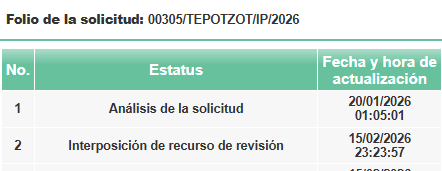 Folio de la solicitud: 00305/TEPOTZOT/IP/2026
No. Estatus Fecha y hora de actualización
1 Análisis de la solicitud 20/01/2026 01:05:01
2 Interposición de recurso de revisión 15/02/2026 23:23:57